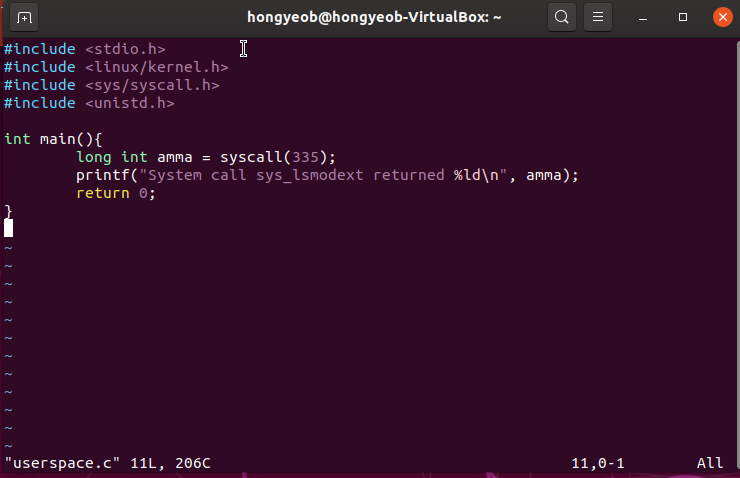 hongyeob@hongyeob-VirtualBox: ~
#include <stdio.h>
#include <linux/kernel.h>
#include <sys/syscall.h>
#include <unistd.h>

int main(){
        long int amma = syscall(335);
        printf("System call sys_lsmodext returned %ld\n", amma);
        return 0;
}

~
~
~
~
~
~
~
~
~
~
~
~
"userspace.c" 11L, 206C 11,0-1 All